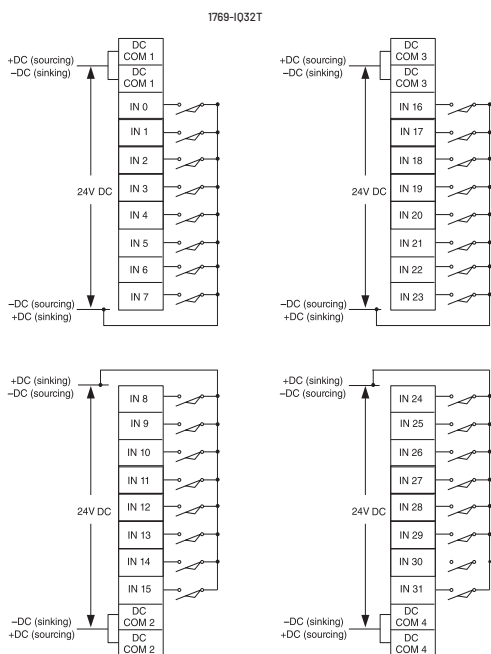 1769-IQ32T
+DC (sourcing)
–DC (sinking)
DC
COM 1
DC
COM 1
IN 0
IN 1
IN 2
IN 3
IN 4
IN 5
IN 6
IN 7
24V DC
–DC (sourcing)
+DC (sinking)
+DC (sourcing)
–DC (sinking)
DC
COM 3
DC
COM 3
IN 16
IN 17
IN 18
IN 19
IN 20
IN 21
IN 22
IN 23
24V DC
–DC (sourcing)
+DC (sinking)
+DC (sinking)
–DC (sourcing)
IN 8
IN 9
IN 10
IN 11
IN 12
IN 13
IN 14
IN 15
DC
COM 2
DC
COM 2
24V DC
–DC (sinking)
+DC (sourcing)
+DC (sinking)
–DC (sourcing)
IN 24
IN 25
IN 26
IN 27
IN 28
IN 29
IN 30
IN 31
DC
COM 4
DC
COM 4
24V DC
–DC (sinking)
+DC (sourcing)